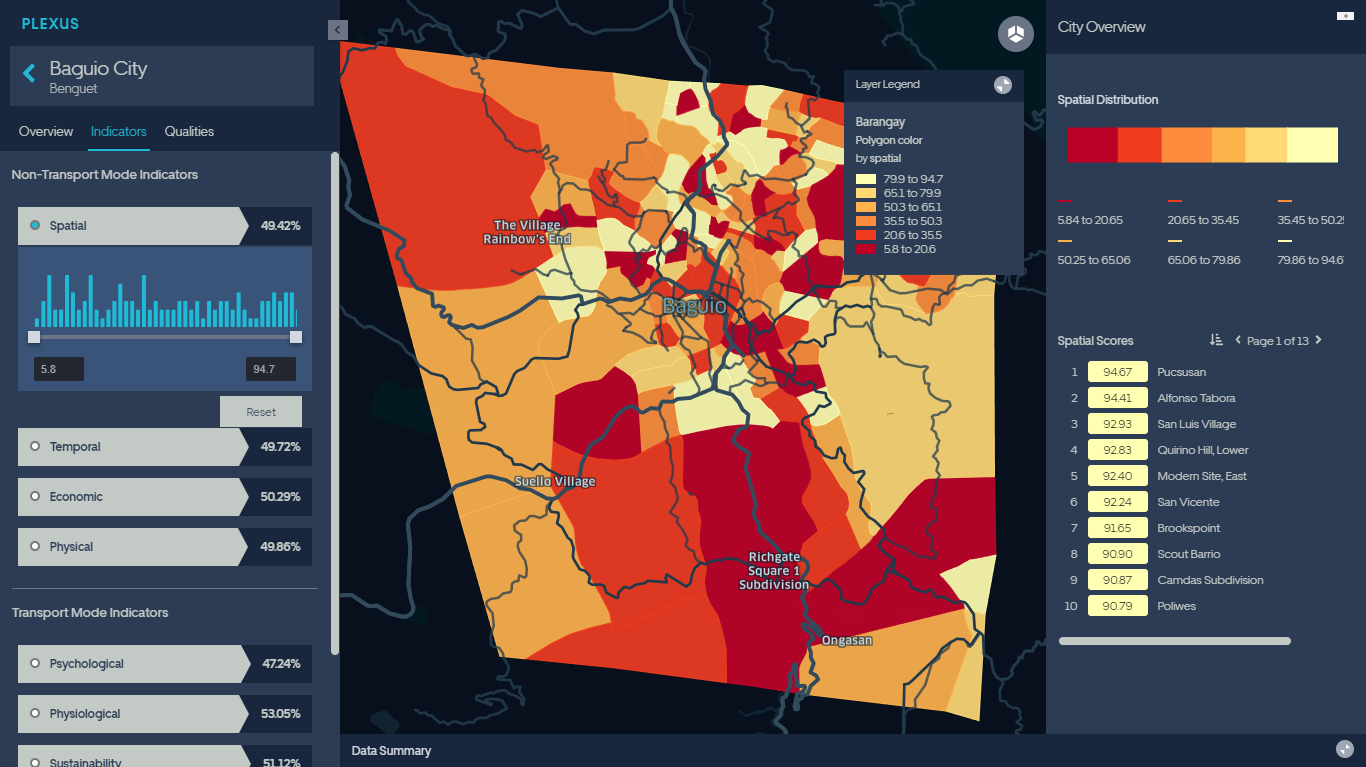 PLEXUS
Baguio City
Benguet
Overview
Indicators
Qualities
Non-Transport Mode Indicators
Spatial
49.42%
5.8
94.7
Reset
Temporal
49.72%
Economic
50.29%
Physical
49.86%
Transport Mode Indicators
Psychological
47.24%
Physiological
53.05%
Sustainability
51.12%
The Village
Rainbow's End
Baguio
Suello Village
Richgate
Square 1
Subdivision
Ongasan
Layer Legend
Barangay
Polygon color
by spatial
79.9 to 94.7
65.1 to 79.9
50.3 to 65.1
35.5 to 50.3
20.6 to 35.5
5.8 to 20.6
Data Summary
City Overview
Spatial Distribution
5.84 to 20.65
20.65 to 35.45
35.45 to 50.2
50.25 to 65.06
65.06 to 79.86
79.86 to 94.6
Spatial Scores
Page 1 of 13
1 94.67 Pucsusan
2 94.41 Alfonso Tabora
3 92.93 San Luis Village
4 92.83 Quirino Hill, Lower
5 92.40 Modern Site, East
6 92.24 San Vicente
7 91.65 Brookspoint
8 90.90 Scout Barrio
9 90.87 Camdas Subdivision
10 90.79 Poliwes